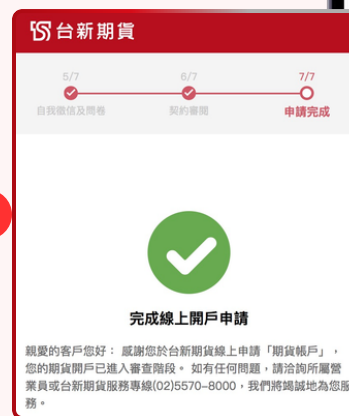 台新期貨
5/7 6/7 7/7
自我徵信及問卷 契約審閱 申請完成
完成線上開戶申請
親愛的客戶您好： 感謝您於台新期貨線上申請「期貨帳戶」，
您的期貨開戶已進入審查階段。 如有任何問題，請洽詢所屬營
業員或台新期貨服務專線(02)5570-8000，我們將竭誠地為您服
務。